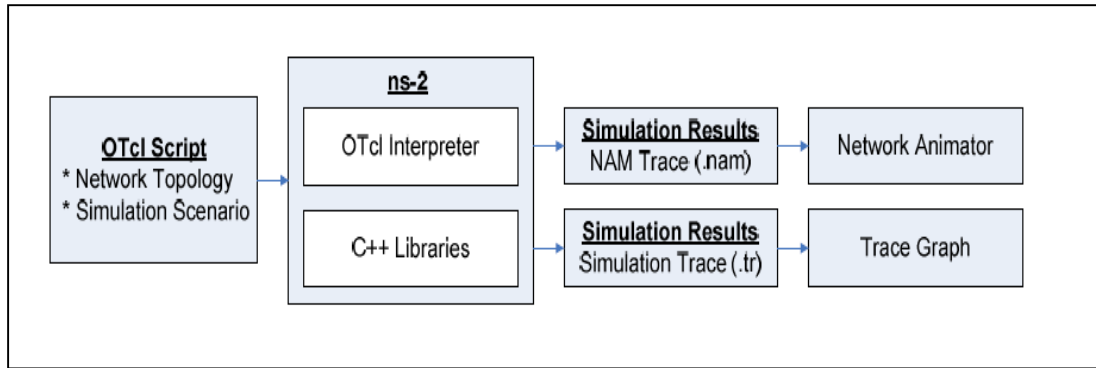 OTcl Script
* Network Topology
* Simulation Scenario
ns-2
OTcl Interpreter
C++ Libraries
Simulation Results
NAM Trace (.nam)
Simulation Results
Simulation Trace (.tr)
Network Animator
Trace Graph